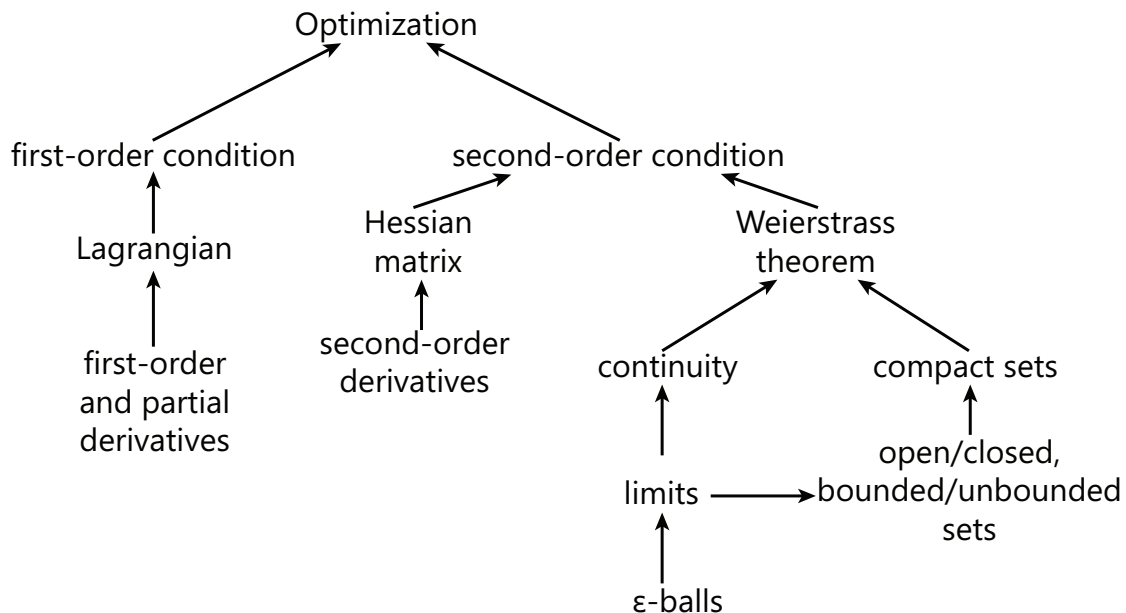 Optimization
first-order condition
second-order condition
Lagrangian
Hessian
matrix
Weierstrass
theorem
first-order
and partial
derivatives
second-order
derivatives
continuity
compact sets
limits
open/closed,
bounded/unbounded
sets
ε-balls